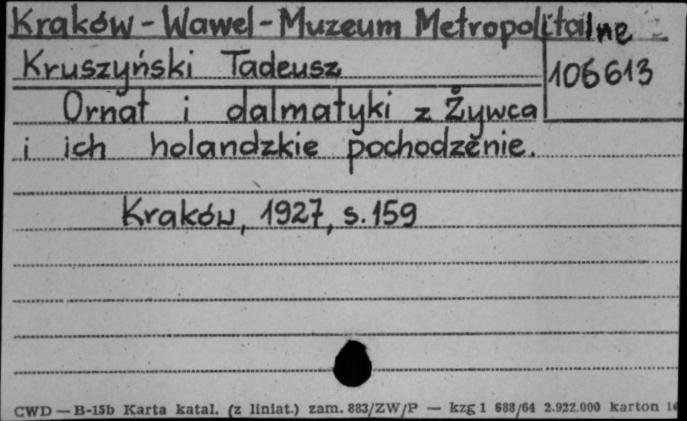 Kraków - Wawel - Muzeum Metropolitalne
Kruszyński Tadeusz
106613
Ornat i dalmatyki z Żywca
i ich holandzkie pochodzenie.
Kraków, 1927, s. 159
CWD — B-15b Karta katal. (z liniat.) zam. 883/ZW/P — kzg 1 688/64 2.922.000 karton